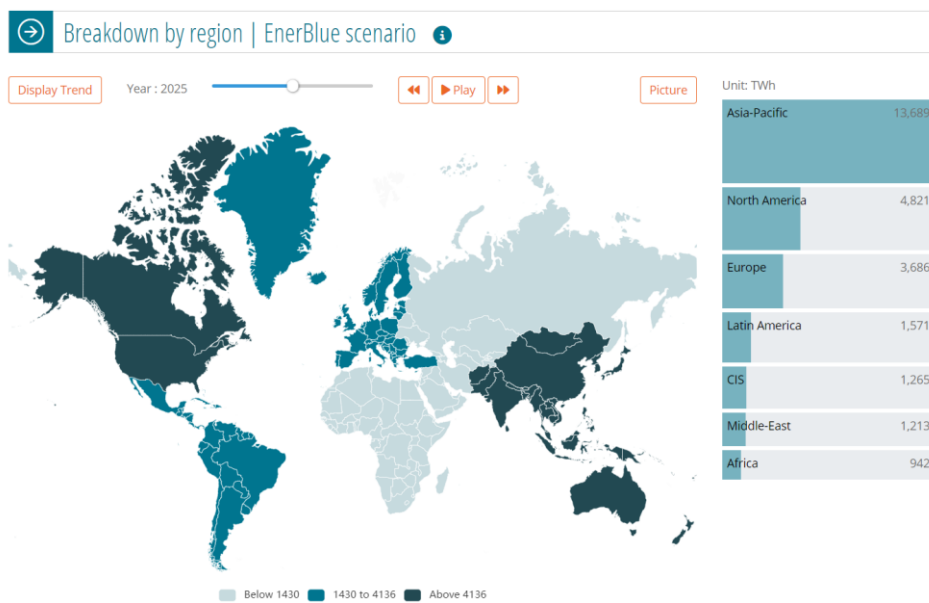 Breakdown by region | EnerBlue scenario
Display Trend
Year : 2025
Play
Picture
Unit: TWh
Asia-Pacific 13,689
North America 4,821
Europe 3,686
Latin America 1,571
CIS 1,265
Middle-East 1,213
Africa 942
Below 1430 1430 to 4136 Above 4136